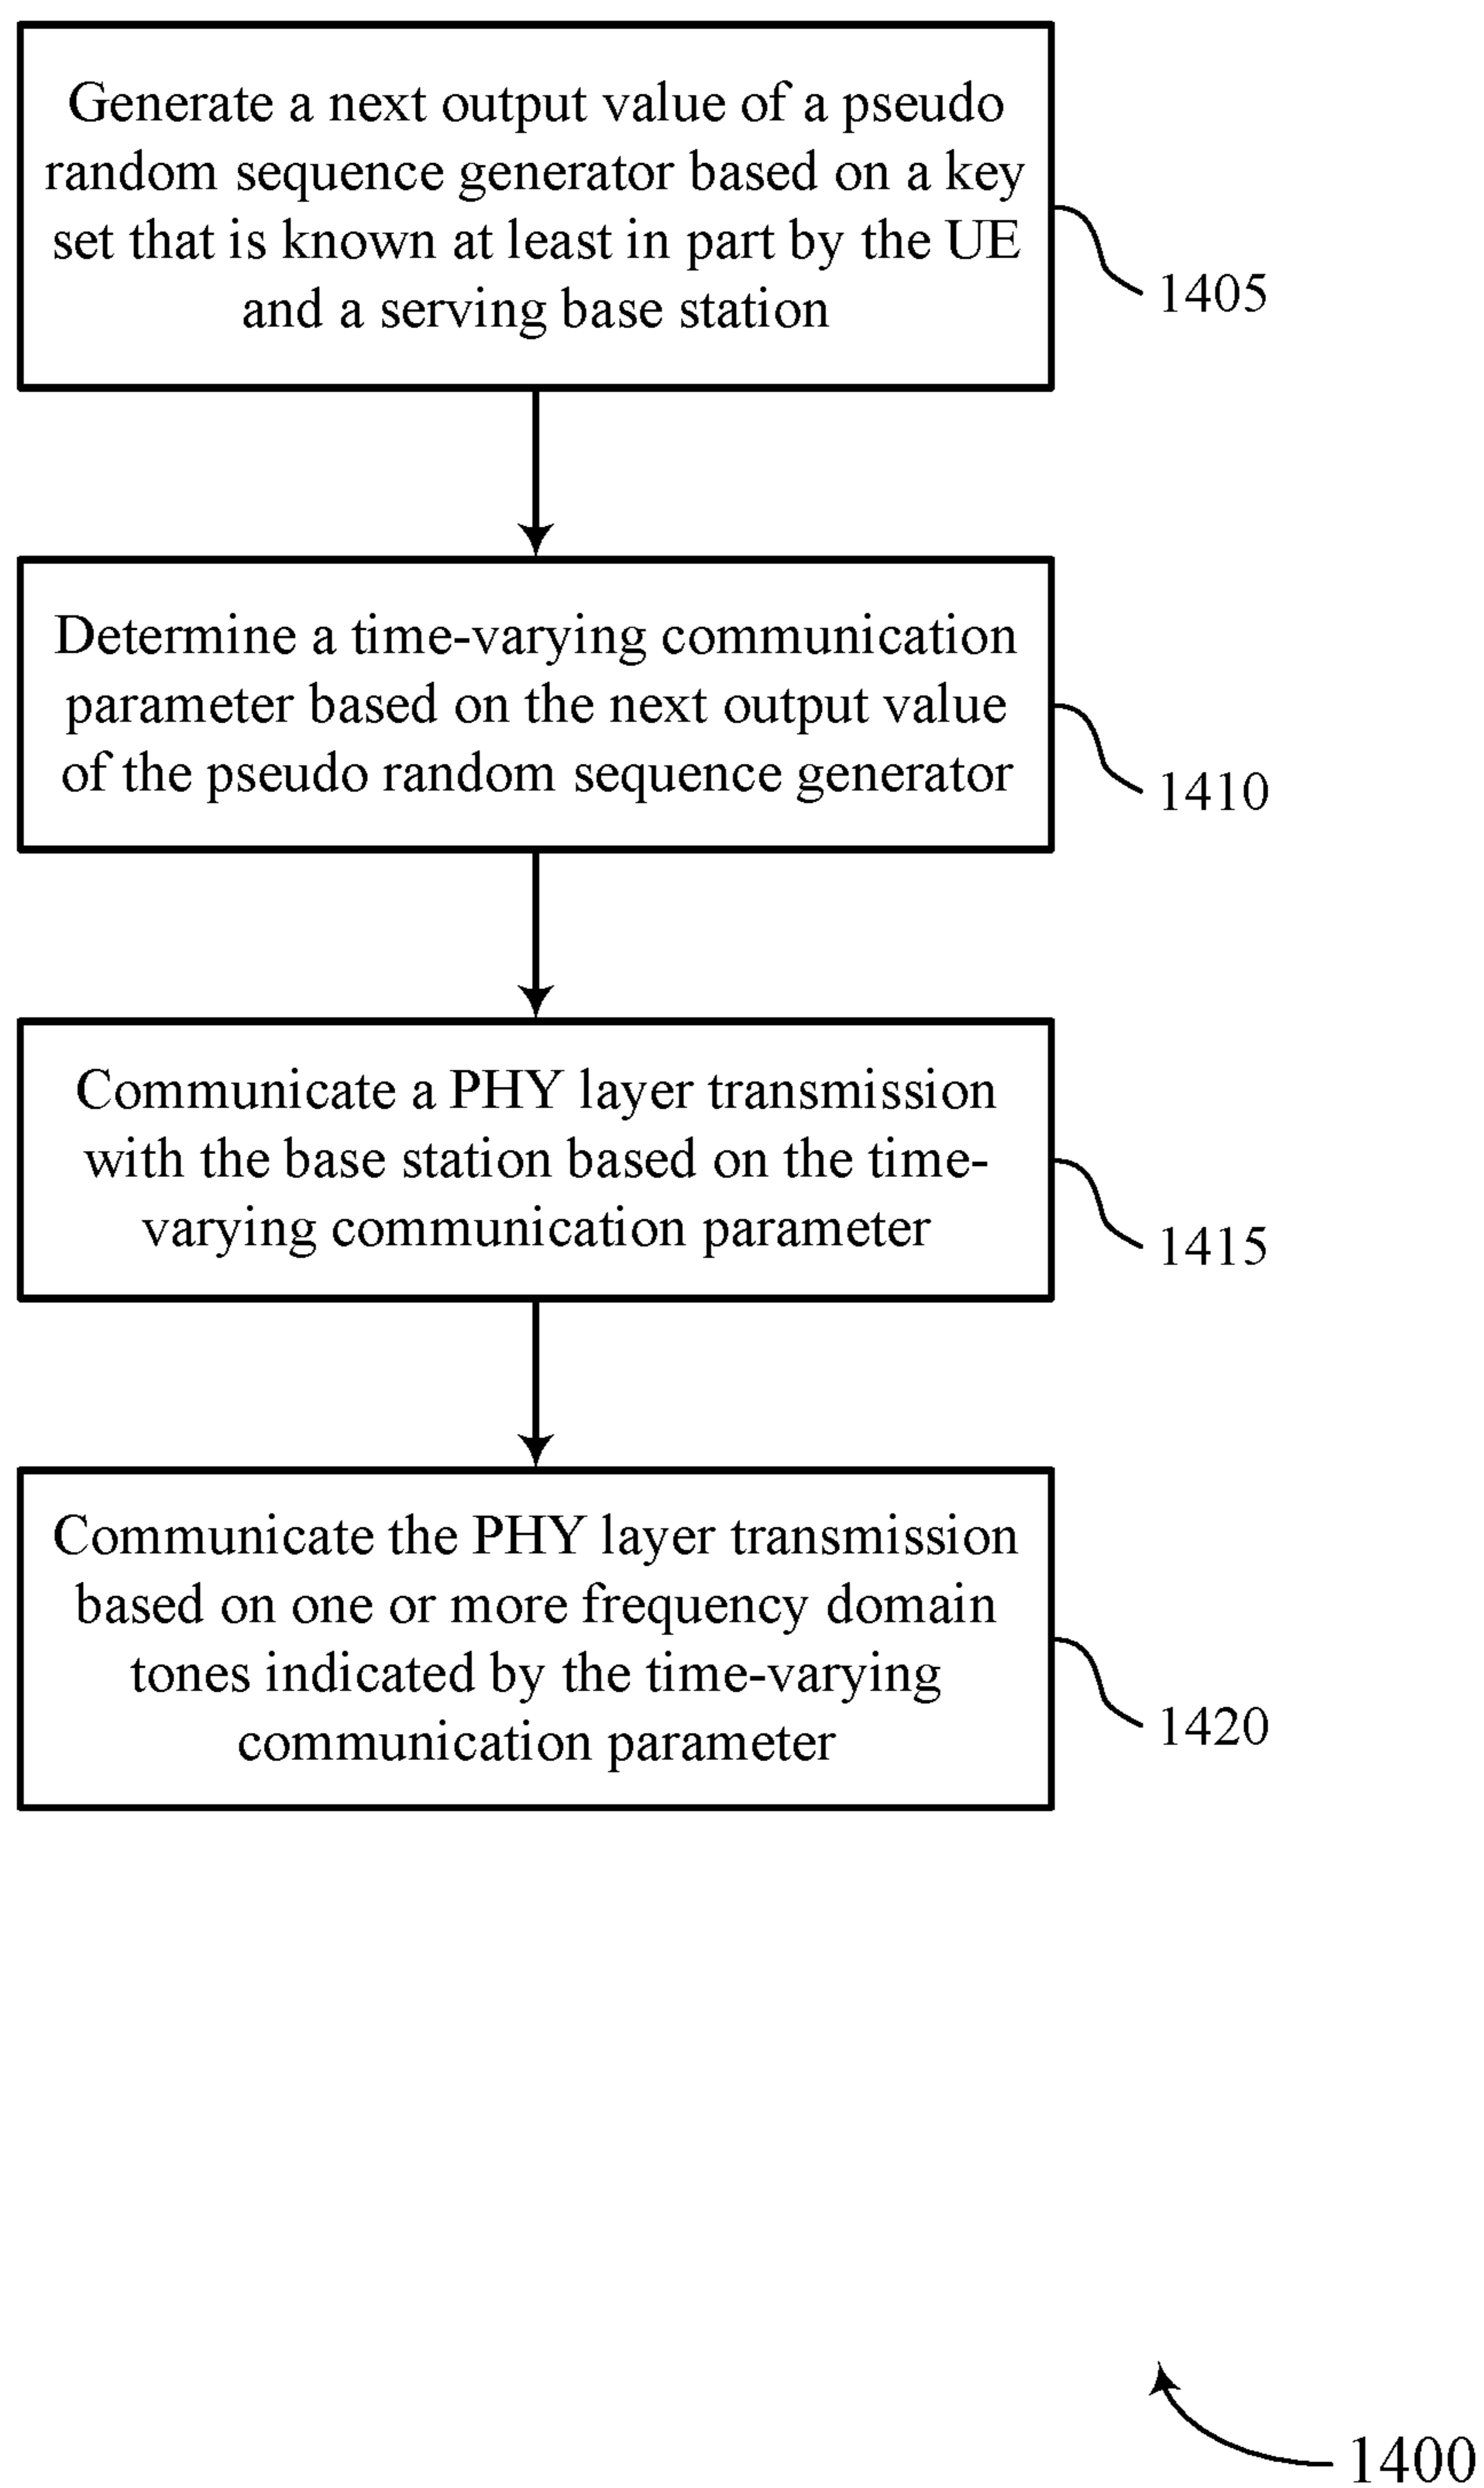 Generate a next output value of a pseudo
random sequence generator based on a key
set that is known at least in part by the UE
and a serving base station
1405
Determine a time-varying communication
parameter based on the next output value
of the pseudo random sequence generator
1410
Communicate a PHY layer transmission
with the base station based on the time-
varying communication parameter
1415
Communicate the PHY layer transmission
based on one or more frequency domain
tones indicated by the time-varying
communication parameter
1420
1400